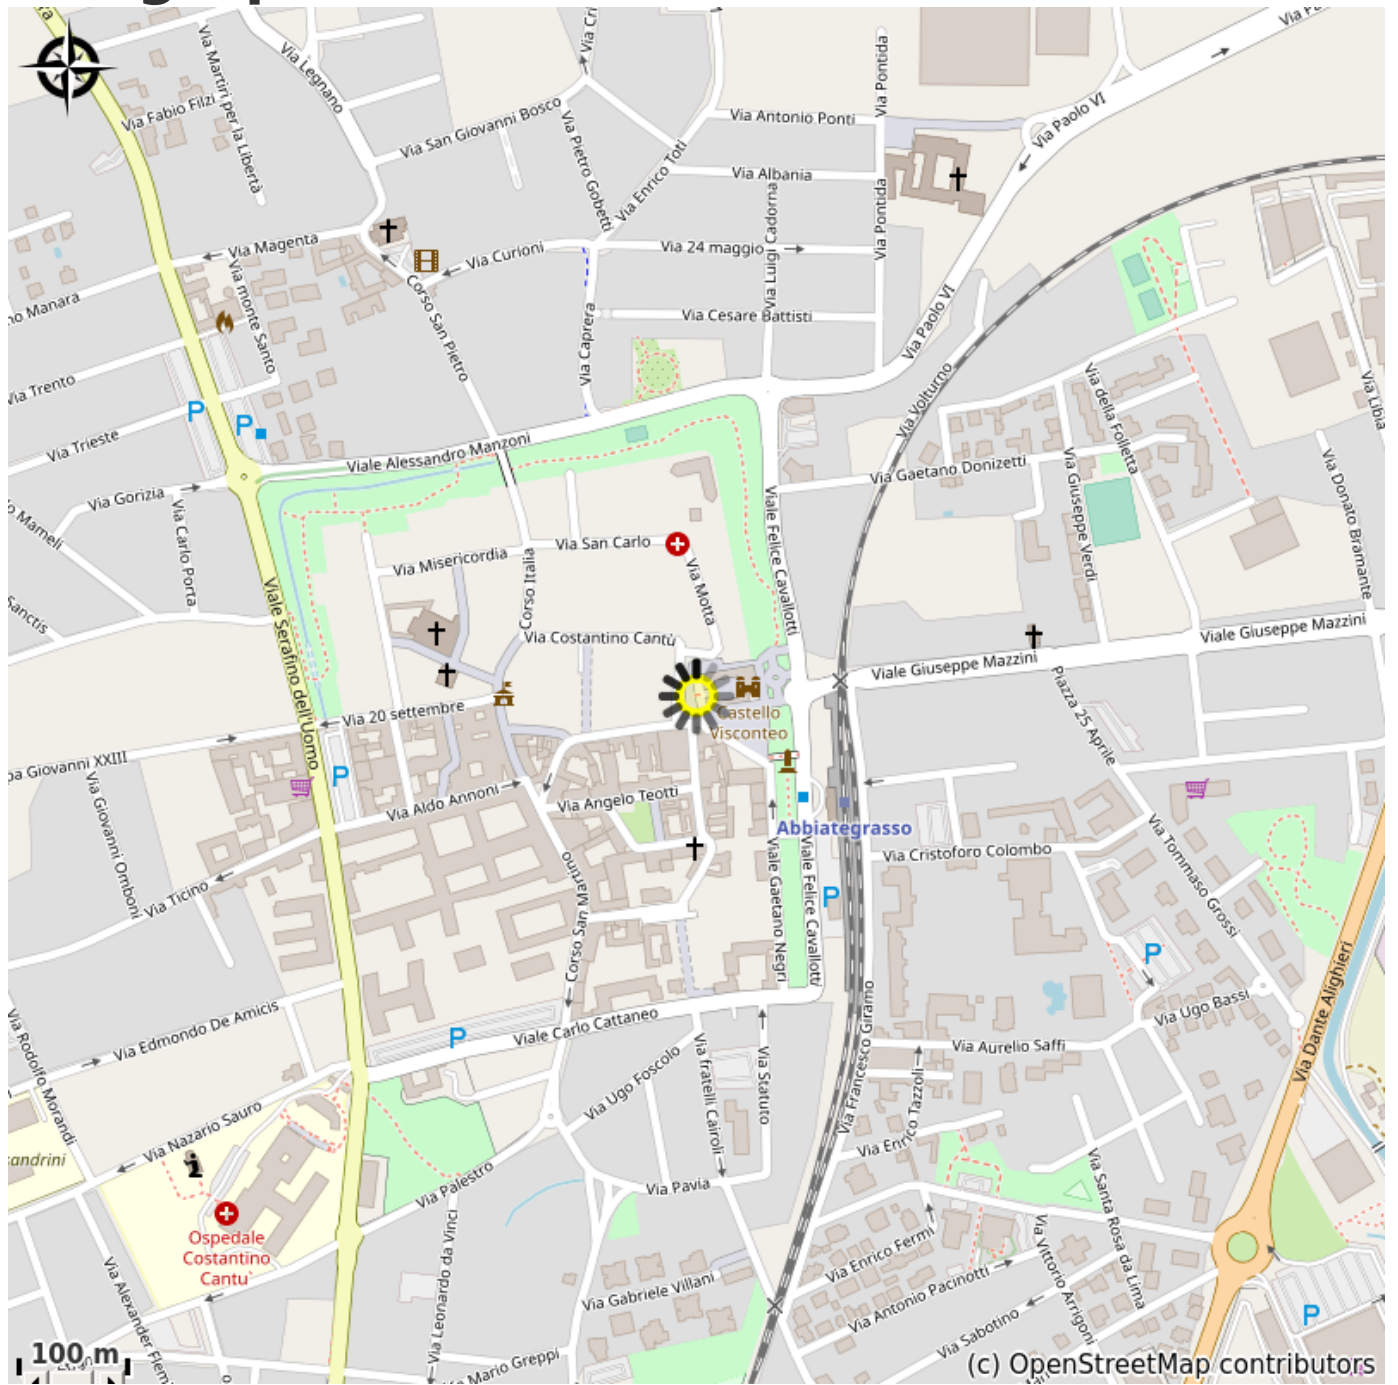 Via Legnano
Via Martiri per la Libertà
Via Fabio Filzi
Via San Giovanni Bosco
Via Pietro Gobetti
Via Enrico Toti
Via Antonio Ponti
Via Pontida
Via Paolo VI
Via Albania
Via Luigi Cadorna
Via Pontida
Via Magenta
Via monte Santo
Via Curioni
Via 24 maggio
Corso San Pietro
Via Caprera
Via Cesare Battisti
Via Paolo VI
Via Trento
Via Trieste
P
P
Viale Alessandro Manzoni
Via Volturno
Via della Folletta
Via Libia
Via Gorizia
Via Carlo Porta
Via Gaetano Donizetti
Via Giuseppe Verdi
Via Donato Bramante
Viale Felice Cavallotti
Via Misericordia
Via San Carlo
Corso Italia
Via Motta
Via Costantino Cantù
Viale Serafino dell'Uomo
Viale Giuseppe Mazzini
Viale Giuseppe Mazzini
Piazza 25 Aprile
Via 20 settembre
Castello
Visconteo
pa Giovanni XXIII
Via Giovanni Omboni
P
Via Aldo Annoni
Via Angelo Teotti
Abbiategrasso
Via Cristoforo Colombo
Via Tommaso Grossi
Via Ticino
Corso San Martino
Viale Gaetano Negri
Viale Felice Cavallotti
P
P
Via Dante Alighieri
Via Edmondo De Amicis
P
Viale Carlo Cattaneo
Via Ugo Bassi
Via Rodolfo Morandi
Via Ugo Foscolo
Via fratelli Cairoli
Via Statuto
Via Francesco Giramo
Via Aurelio Saffi
Via Enrico Tazzoli
Via Nazario Sauro
sandrini
Via Palestro
Via Pavia
Via Santa Rosa da Lima
Ospedale
Costantino
Cantu`
Via Leonardo da Vinci
Via Enrico Fermi
Via Vittorio Arrigoni
Via Gabriele Villani
Via Antonio Pacinotti
Via Sabotino
P
Via Mario Greppi
100 m
(c) OpenStreetMap contributors